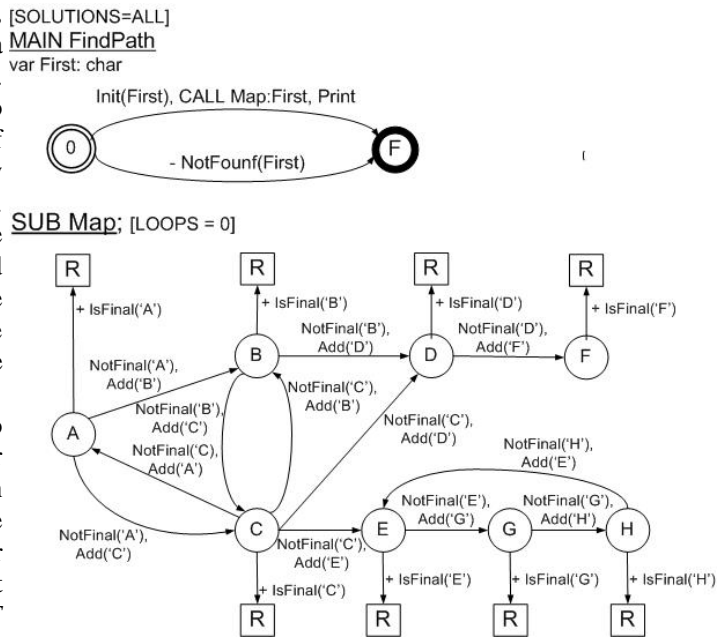 [SOLUTIONS=ALL]
MAIN FindPath
var First: char
Init(First), CALL Map:First, Print
0
F
- NotFounf(First)
SUB Map; [LOOPS = 0]
R
R
R
R
+ IsFinal('A')
+ IsFinal('B')
+ IsFinal('D')
+ IsFinal('F')
NotFinal('B'),
Add('D')
NotFinal('D'),
Add('F')
B
D
F
NotFinal('A'),
Add('B')
NotFinal('C'),
Add('B')
NotFinal('B'),
Add('C')
NotFinal('C'),
Add('D')
A
NotFinal('C),
Add('A')
NotFinal('H'),
Add('E')
NotFinal('E'),
Add('G')
NotFinal('G'),
Add('H')
C
E
G
H
NotFinal('A'),
Add('C')
NotFinal('C'),
Add('E')
+ IsFinal('C')
+ IsFinal('E')
+ IsFinal('G')
+ IsFinal('H')
R
R
R
R